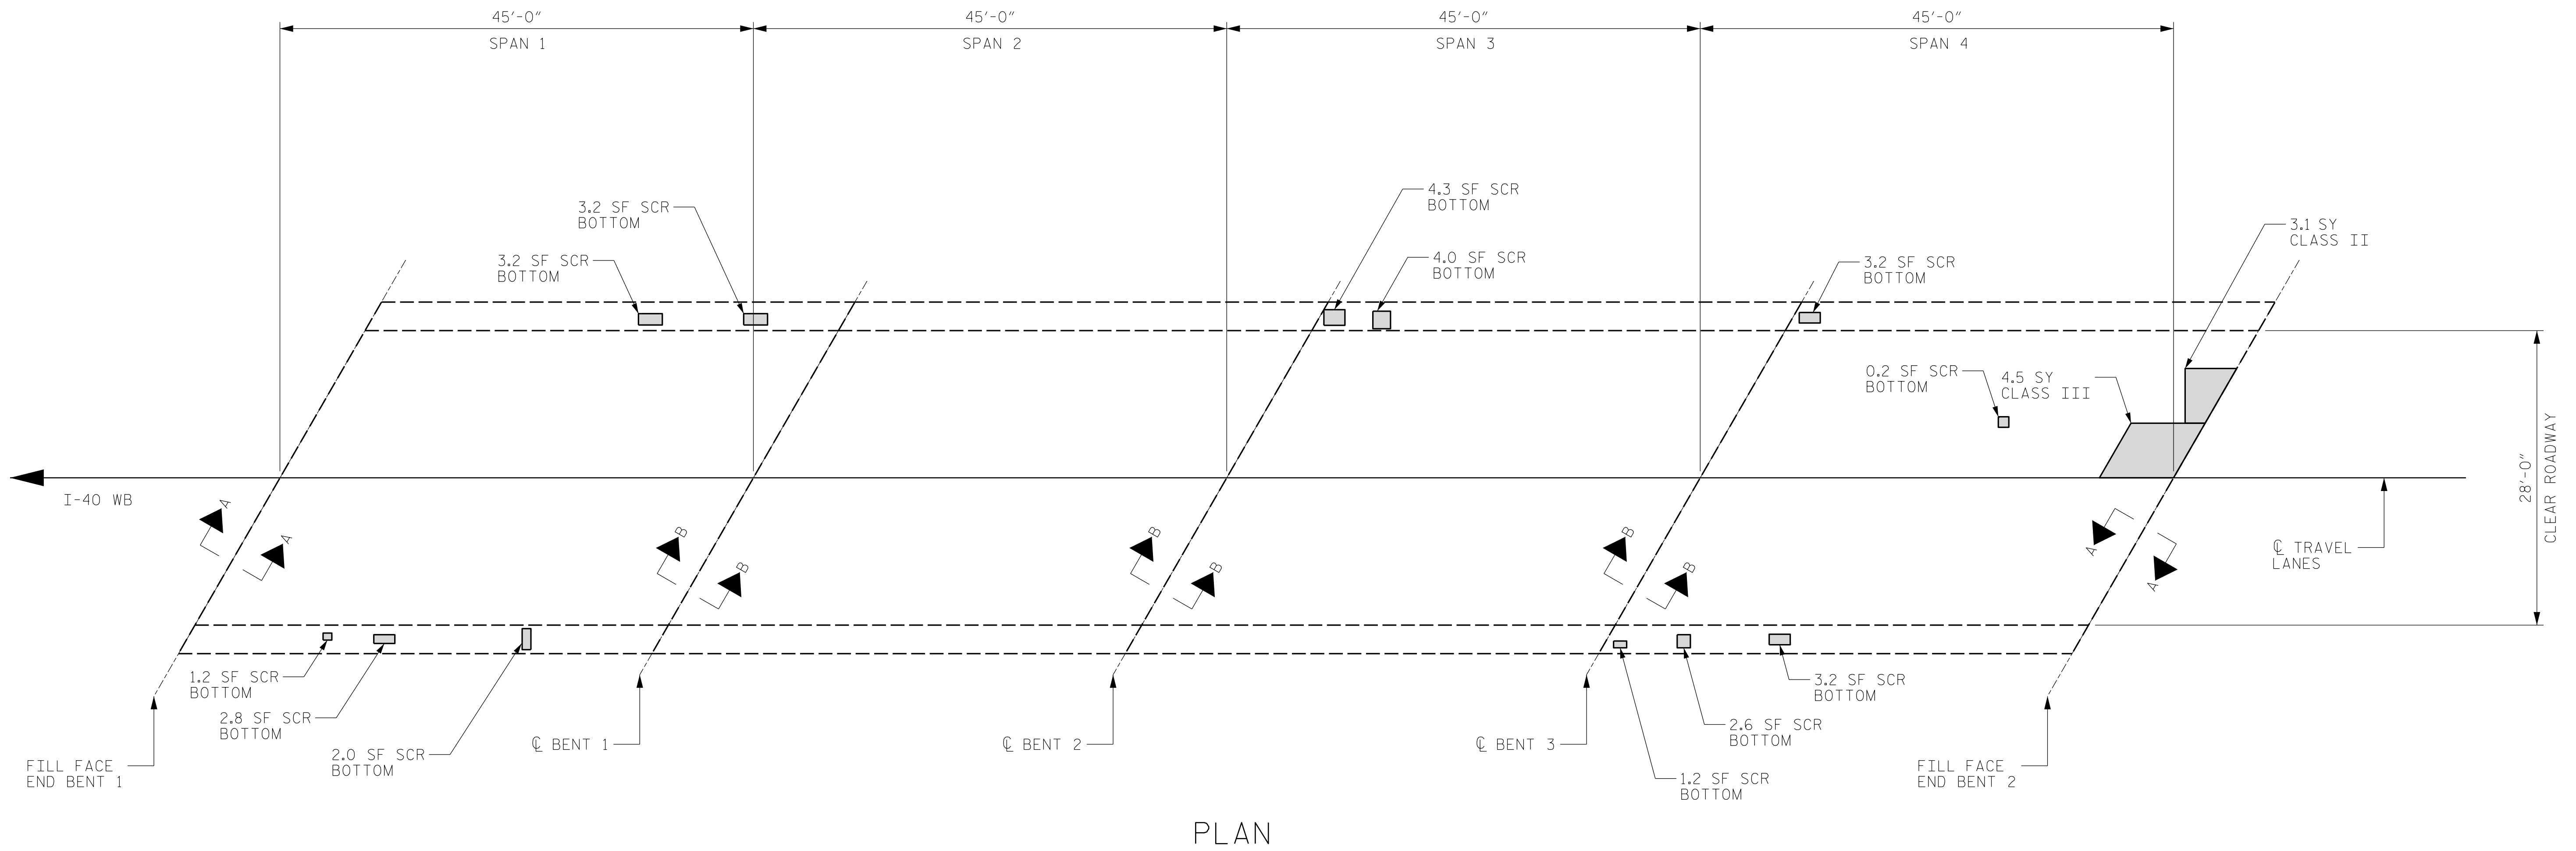 45'-0"
45'-0"
45'-0"
45'-0"
SPAN 1
SPAN 2
SPAN 3
SPAN 4
4.3 SF SCR
BOTTOM
3.2 SF SCR
BOTTOM
3.1 SY
CLASS II
3.2 SF SCR
BOTTOM
4.0 SF SCR
BOTTOM
3.2 SF SCR
BOTTOM
0.2 SF SCR
BOTTOM
4.5 SY
CLASS III
28'-0"
CLEAR ROADWAY
I-40 WB
A
A
B
B
B
B
B
B
A
A
℄ TRAVEL
LANES
1.2 SF SCR
BOTTOM
2.8 SF SCR
BOTTOM
2.0 SF SCR
BOTTOM
3.2 SF SCR
BOTTOM
2.6 SF SCR
BOTTOM
1.2 SF SCR
BOTTOM
℄ BENT 1
℄ BENT 2
℄ BENT 3
FILL FACE
END BENT 1
FILL FACE
END BENT 2
PLAN